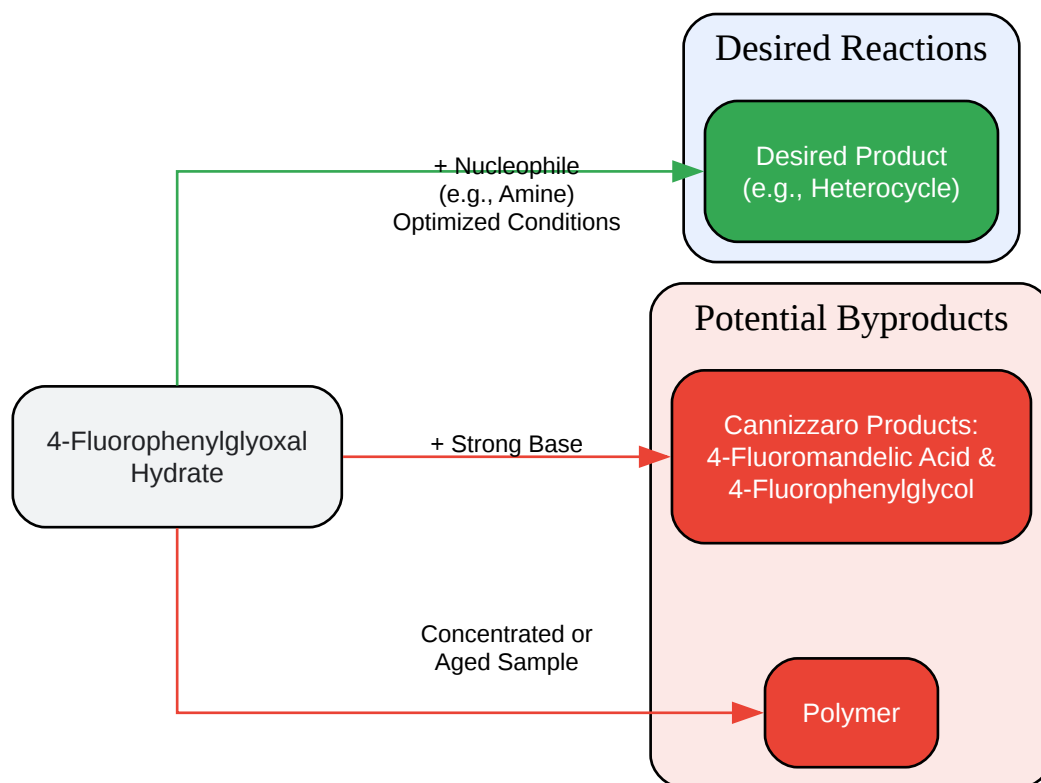 Desired Reactions
Desired Product
(e.g., Heterocycle)
+ Nucleophile
(e.g., Amine)
Optimized Conditions
Potential Byproducts
4-Fluorophenylglyoxal
Hydrate
+ Strong Base
Cannizzaro Products:
4-Fluoromandelic Acid &
4-Fluorophenylglycol
Concentrated or
Aged Sample
Polymer